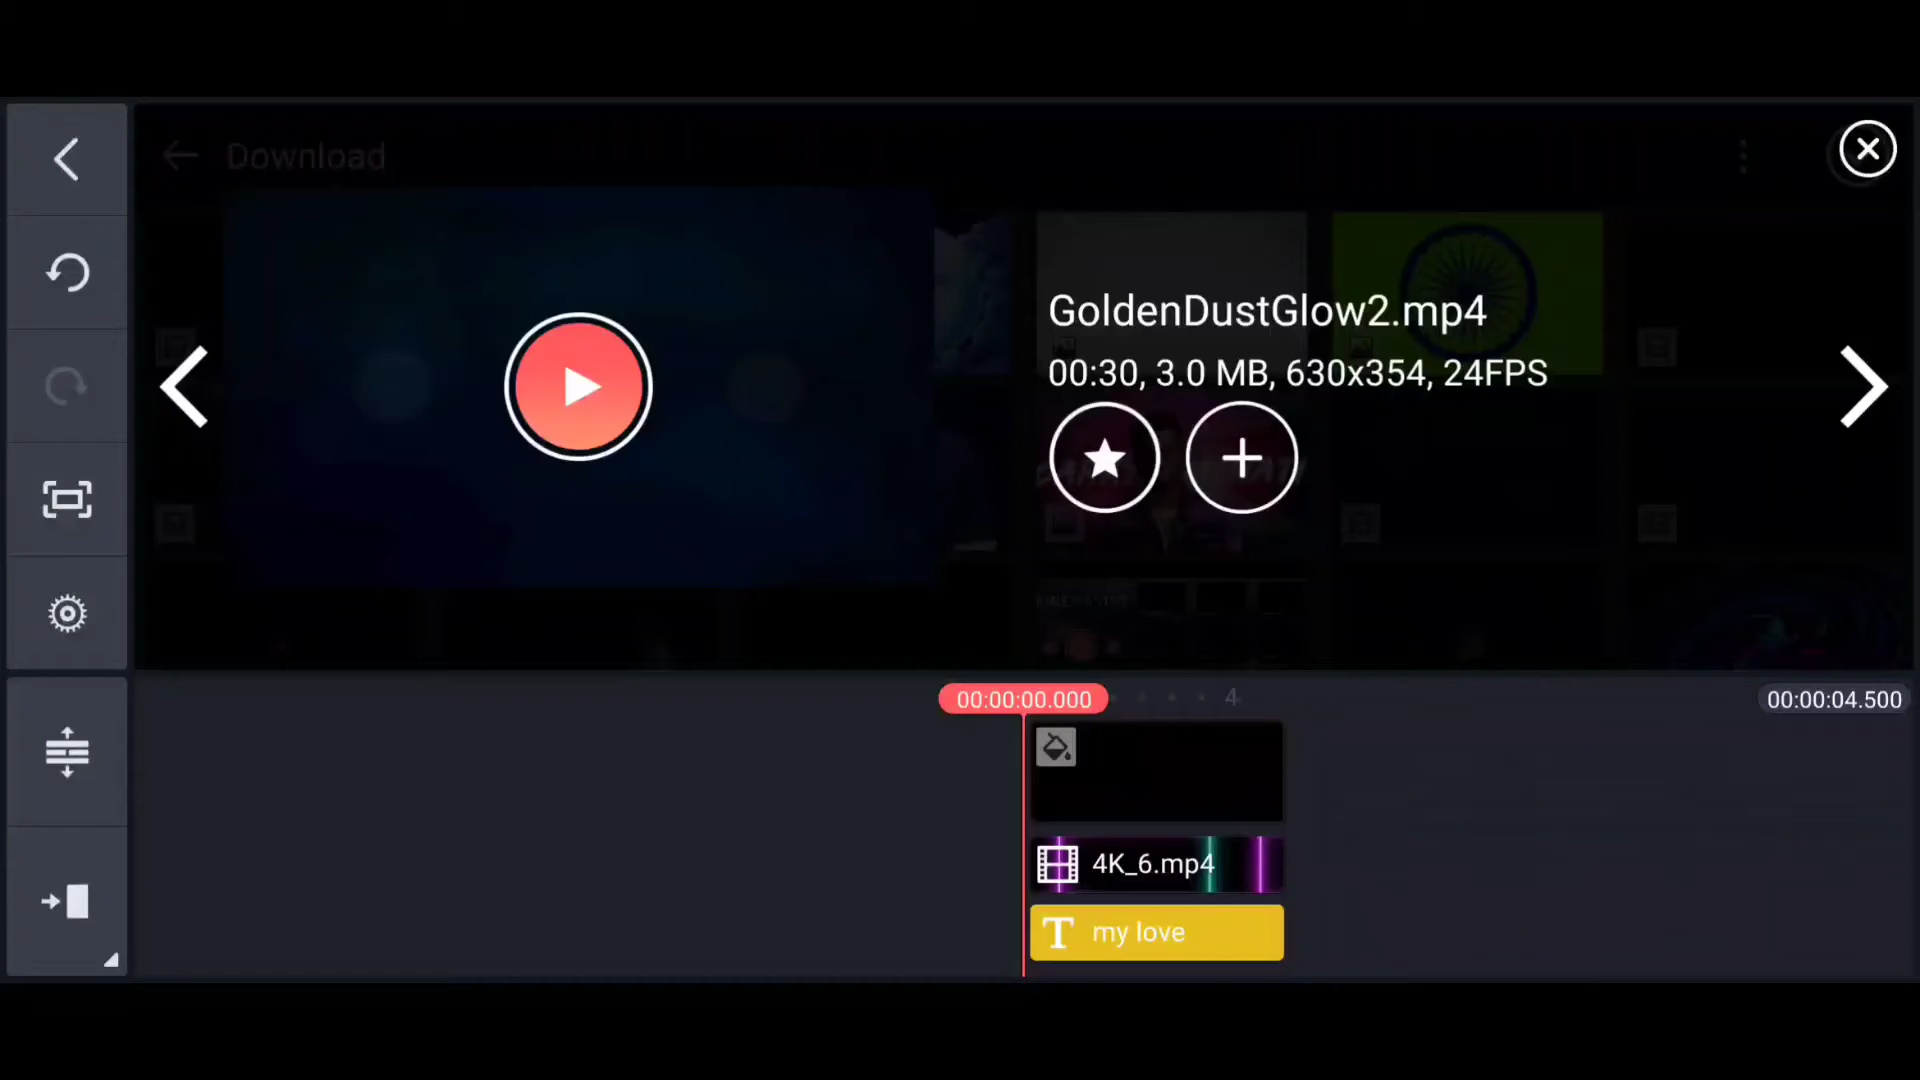 Download
GoldenDustGlow2.mp4
00:30, 3.0 MB, 630x354, 24FPS
00:00:00.000
4
00:00:04.500
4K_6.mp4
T my love